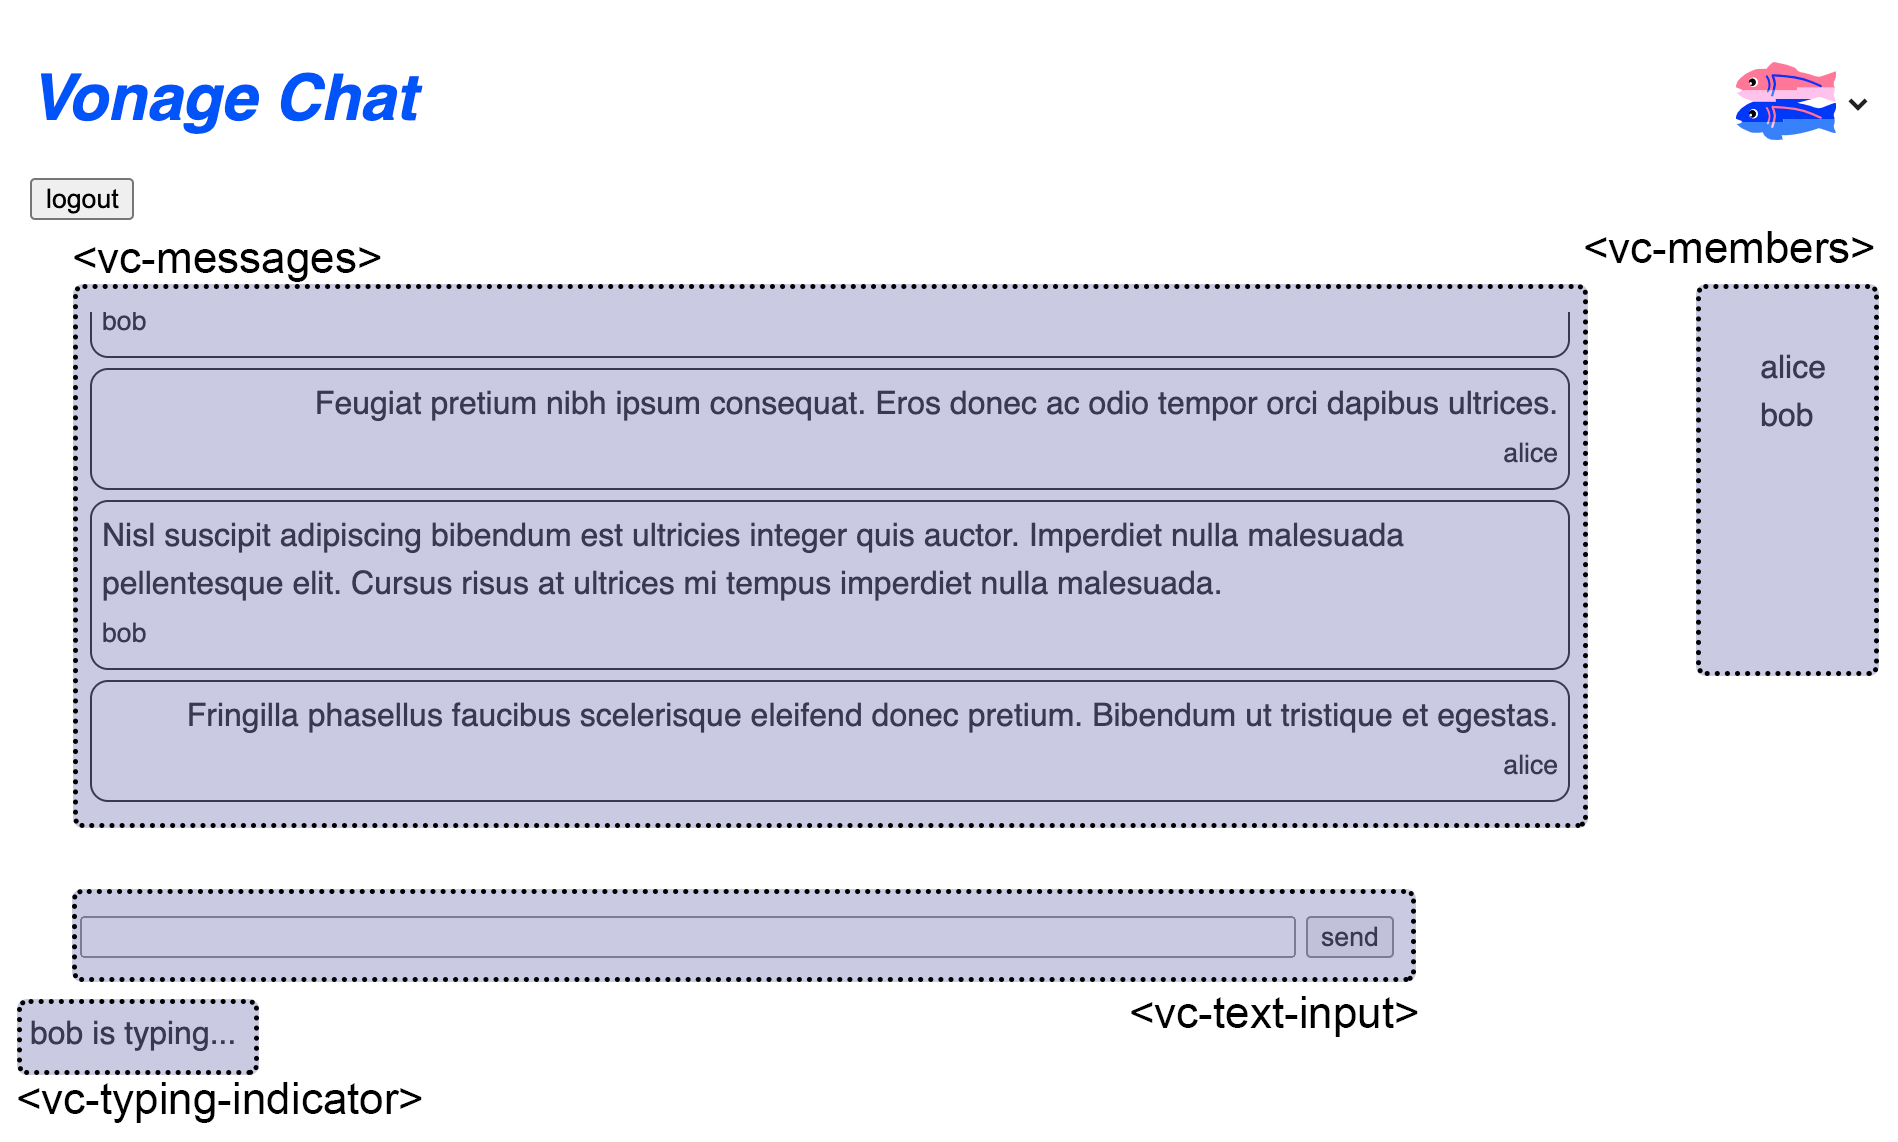 Vonage Chat
logout
<vc-messages>
<vc-members>
bob
Feugiat pretium nibh ipsum consequat. Eros donec ac odio tempor orci dapibus ultrices.
alice
Nisl suscipit adipiscing bibendum est ultricies integer quis auctor. Imperdiet nulla malesuada
pellentesque elit. Cursus risus at ultrices mi tempus imperdiet nulla malesuada.
bob
Fringilla phasellus faucibus scelerisque eleifend donec pretium. Bibendum ut tristique et egestas.
alice
alice
bob
send
<vc-text-input>
bob is typing...
<vc-typing-indicator>